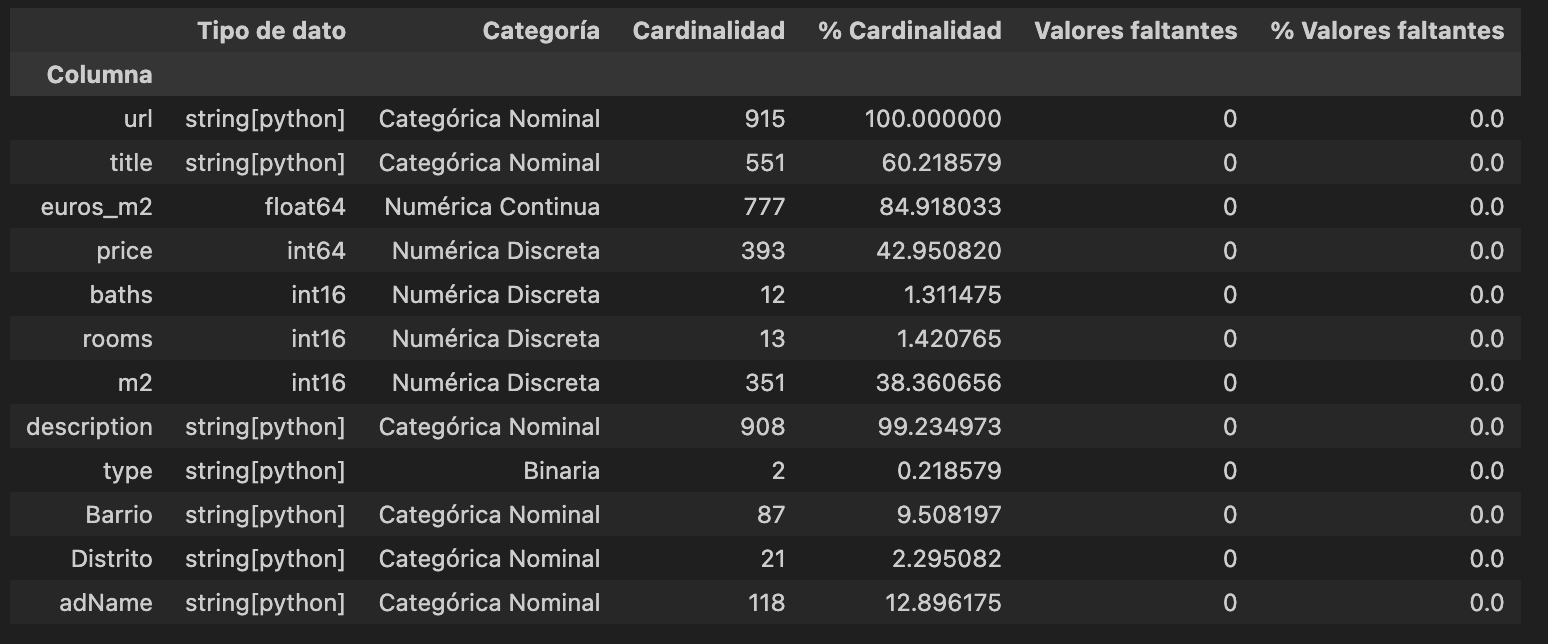 Tipo de dato Categoría Cardinalidad % Cardinalidad Valores faltantes % Valores faltantes
Columna
url string[python] Categórica Nominal 915 100.000000 0 0.0
title string[python] Categórica Nominal 551 60.218579 0 0.0
euros_m2 float64 Numérica Continua 777 84.918033 0 0.0
price int64 Numérica Discreta 393 42.950820 0 0.0
baths int16 Numérica Discreta 12 1.311475 0 0.0
rooms int16 Numérica Discreta 13 1.420765 0 0.0
m2 int16 Numérica Discreta 351 38.360656 0 0.0
description string[python] Categórica Nominal 908 99.234973 0 0.0
type string[python] Binaria 2 0.218579 0 0.0
Barrio string[python] Categórica Nominal 87 9.508197 0 0.0
Distrito string[python] Categórica Nominal 21 2.295082 0 0.0
adName string[python] Categórica Nominal 118 12.896175 0 0.0